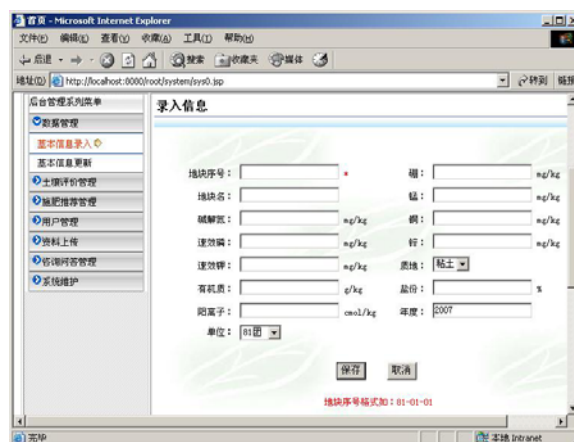 首页 - Microsoft Internet Explorer
文件(F) 编辑(E) 查看(V) 收藏(A) 工具(T) 帮助(H)
后退 搜索 收藏夹 媒体
地址(D) http://localhost:0000/root/system/sys0.jsp 转到 链接
后台管理系列菜单
数据管理
基本信息录入
基本信息更新
土壤评价管理
施肥推荐管理
用户管理
资料上传
咨询问答管理
系统维护
录入信息
地块序号: * 硼: mg/kg
地块名: 锰: mg/kg
碱解氮: mg/kg 铜: mg/kg
速效磷: mg/kg 锌: mg/kg
速效钾: mg/kg 质地: 粘土
有机质: g/kg 盐份: %
阳离子: cmol/kg 年度: 2007
单位: 81团
保存 取消
地块序号格式如:81-01-01
完毕 本地 Intranet